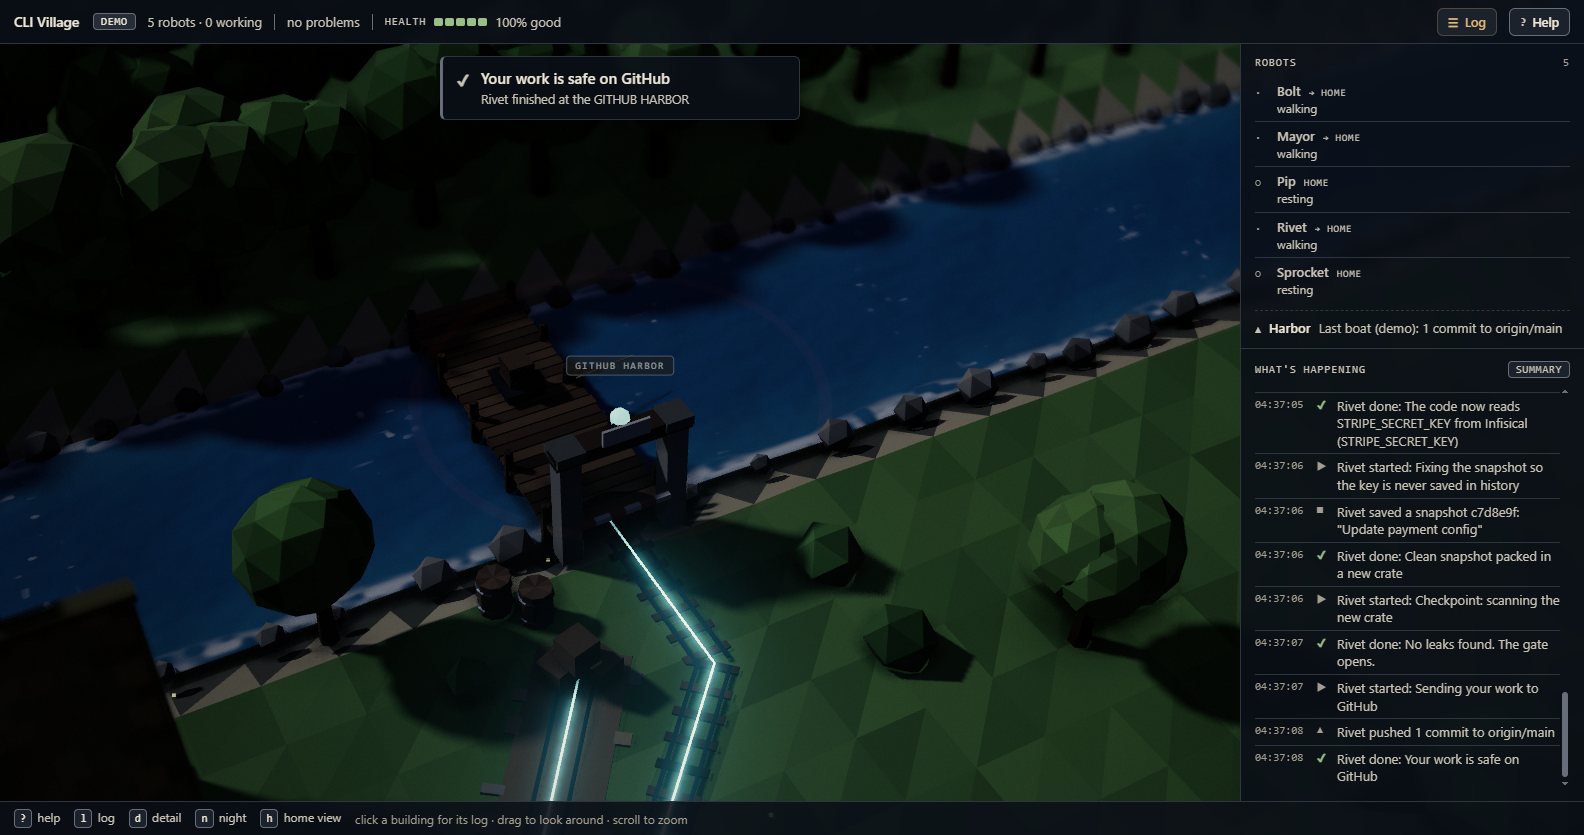 CLI Village DEMO 5 robots · 0 working no problems HEALTH 100% good Log ? Help
Your work is safe on GitHub
Rivet finished at the GITHUB HARBOR
GITHUB HARBOR
ROBOTS 5
Bolt → HOME
walking
Mayor → HOME
walking
Pip HOME
resting
Rivet → HOME
walking
Sprocket HOME
resting
Harbor Last boat (demo): 1 commit to origin/main
WHAT'S HAPPENING SUMMARY
04:37:05 Rivet done: The code now reads
STRIPE_SECRET_KEY from Infisical
(STRIPE_SECRET_KEY)
04:37:06 Rivet started: Fixing the snapshot so
the key is never saved in history
04:37:06 Rivet saved a snapshot c7d8e9f:
"Update payment config"
04:37:06 Rivet done: Clean snapshot packed in
a new crate
04:37:06 Rivet started: Checkpoint: scanning the
new crate
04:37:07 Rivet done: No leaks found. The gate
opens.
04:37:07 Rivet started: Sending your work to
GitHub
04:37:08 Rivet pushed 1 commit to origin/main
04:37:08 Rivet done: Your work is safe on
GitHub
? help l log d detail n night h home view click a building for its log · drag to look around · scroll to zoom